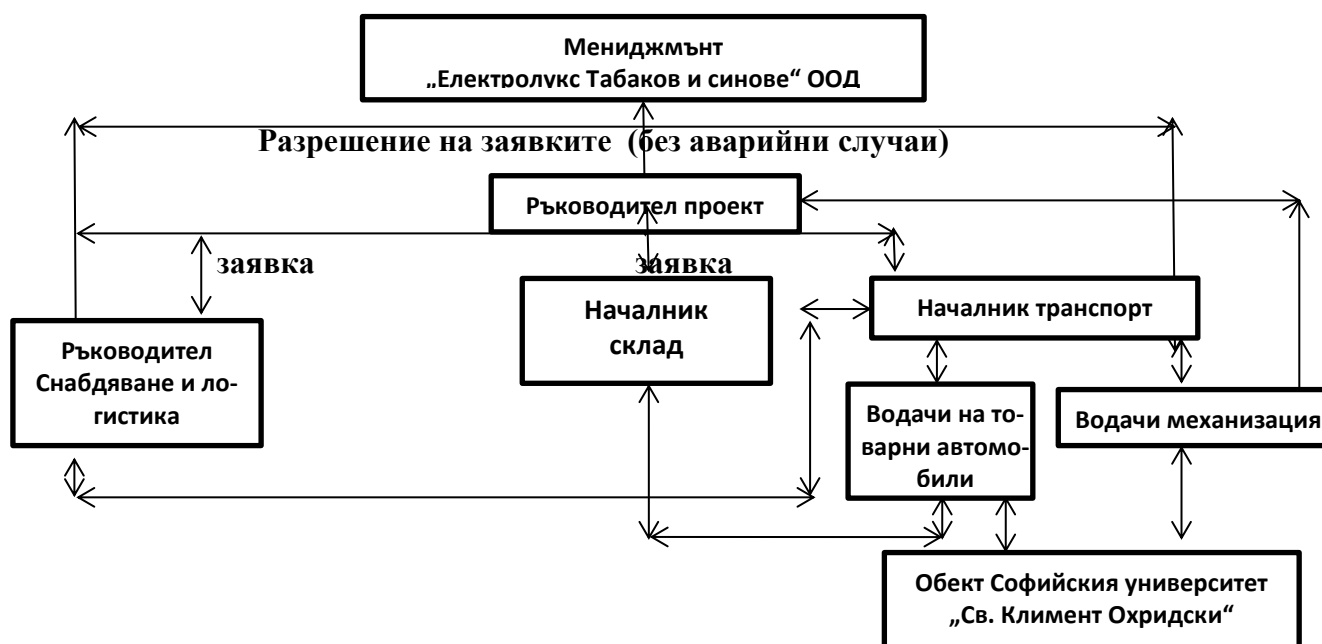 Мениджмънт
„Електролукс Табаков и синове“ ООД
Разрешение на заявките (без аварийни случаи)
Ръководител проект
заявка
заявка
Началник
склад
Началник транспорт
Ръководител
Снабдяване и ло-
гистика
Водачи на то-
варни автомо-
били
Водачи механизация
Обект Софийския университет
„Св. Климент Охридски“